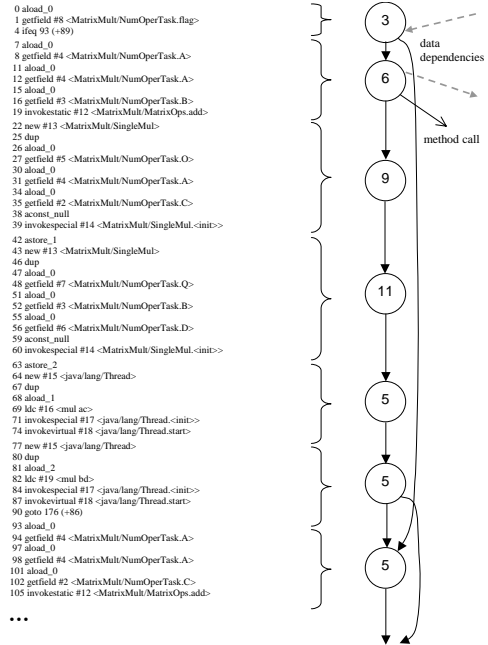 0 aload_0
1 getfield #8 <MatrixMult/NumOperTask.flag>
4 ifeq 93 (+89)
7 aload_0
8 getfield #4 <MatrixMult/NumOperTask.A>
11 aload_0
12 getfield #4 <MatrixMult/NumOperTask.A>
15 aload_0
16 getfield #3 <MatrixMult/NumOperTask.B>
19 invokestatic #12 <MatrixMult/MatrixOps.add>
22 new #13 <MatrixMult/SingleMul>
25 dup
26 aload_0
27 getfield #5 <MatrixMult/NumOperTask.O>
30 aload_0
31 getfield #4 <MatrixMult/NumOperTask.A>
34 aload_0
35 getfield #2 <MatrixMult/NumOperTask.C>
38 aconst_null
39 invokespecial #14 <MatrixMult/SingleMul.<init>>
42 astore_1
43 new #13 <MatrixMult/SingleMul>
46 dup
47 aload_0
48 getfield #7 <MatrixMult/NumOperTask.Q>
51 aload_0
52 getfield #3 <MatrixMult/NumOperTask.B>
55 aload_0
56 getfield #6 <MatrixMult/NumOperTask.D>
59 aconst_null
60 invokespecial #14 <MatrixMult/SingleMul.<init>>
63 astore_2
64 new #15 <java/lang/Thread>
67 dup
68 aload_1
69 ldc #16 <mul ac>
71 invokespecial #17 <java/lang/Thread.<init>>
74 invokevirtual #18 <java/lang/Thread.start>
77 new #15 <java/lang/Thread>
80 dup
81 aload_2
82 ldc #19 <mul bd>
84 invokespecial #17 <java/lang/Thread.<init>>
87 invokevirtual #18 <java/lang/Thread.start>
90 goto 176 (+86)
93 aload_0
94 getfield #4 <MatrixMult/NumOperTask.A>
97 aload_0
98 getfield #4 <MatrixMult/NumOperTask.A>
101 aload_0
102 getfield #2 <MatrixMult/NumOperTask.C>
105 invokestatic #12 <MatrixMult/MatrixOps.add>
...
3
data
dependencies
6
method call
9
11
5
5
5